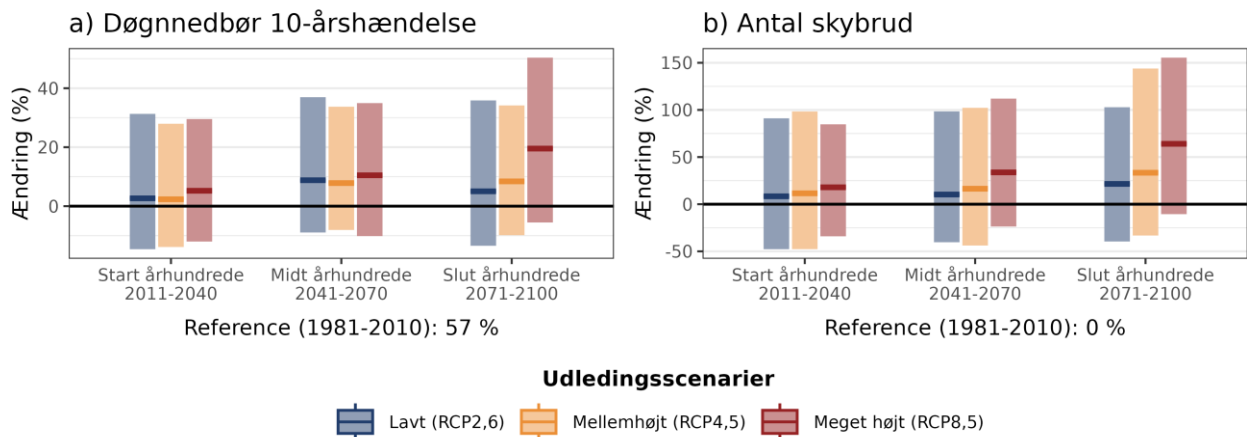 a) Døgnnedbør 10-årshændelse
Ændring (%)
40
20
0
Start århundrede
2011-2040
Midt århundrede
2041-2070
Slut århundrede
2071-2100
Reference (1981-2010): 57 %
b) Antal skybrud
Ændring (%)
150
100
50
0
-50
Start århundrede
2011-2040
Midt århundrede
2041-2070
Slut århundrede
2071-2100
Reference (1981-2010): 0 %
Udledingsscenarier
Lavt (RCP2,6)
Mellemhøjt (RCP4,5)
Meget højt (RCP8,5)